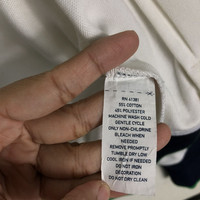 RN 41381
55% COTTON
45% POLYESTER
MACHINE WASH COLD
GENTLE CYCLE
ONLY NON-CHLORINE
BLEACH WHEN
NEEDED
REMOVE PROMPTLY
TUMBLE DRY LOW
COOL IRON IF NEEDED
DO NOT IRON
DECORATION
DO NOT DRY CLEAN